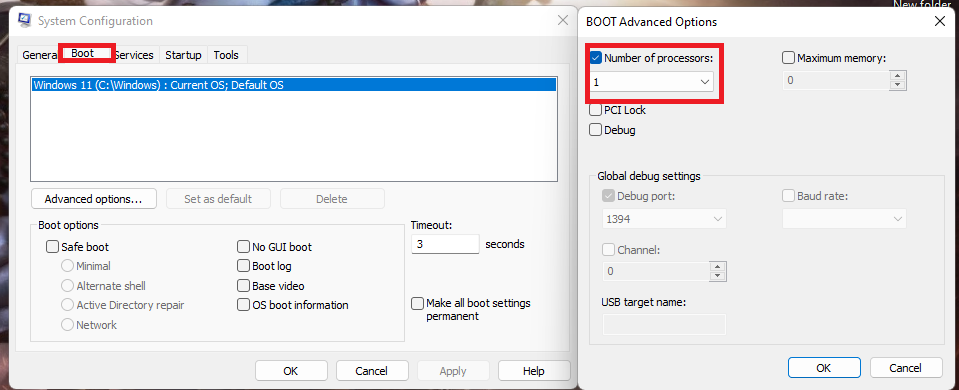 New folder
System Configuration
General Boot Services Startup Tools
Windows 11 (C:\Windows) : Current OS; Default OS
Advanced options... Set as default Delete
Boot options
Safe boot
Minimal
Alternate shell
Active Directory repair
Network
No GUI boot
Boot log
Base video
OS boot information
Timeout:
3 seconds
Make all boot settings
permanent
OK Cancel Apply Help
BOOT Advanced Options
Number of processors:
1
Maximum memory:
0
PCI Lock
Debug
Global debug settings
Debug port:
1394
Baud rate:
Channel:
0
USB target name:
OK Cancel